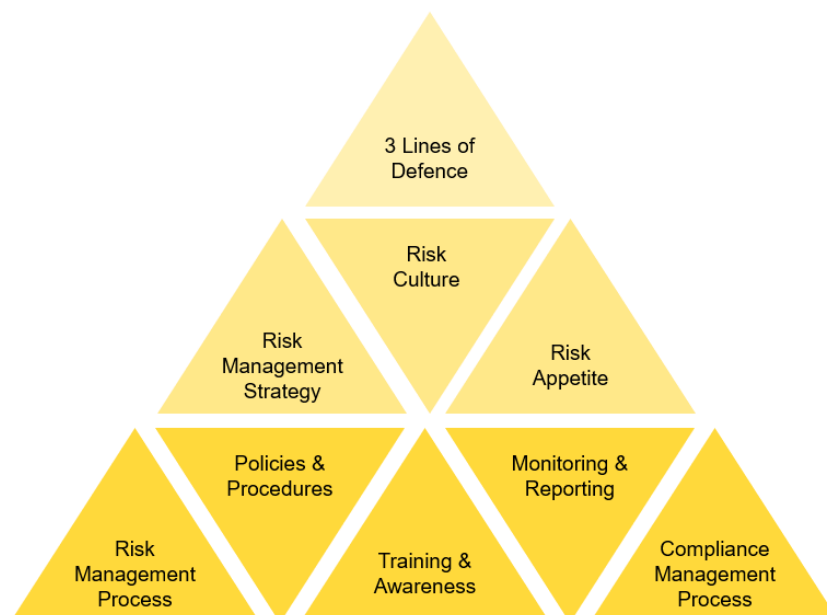 3 Lines of
Defence
Risk
Culture
Risk
Management
Strategy
Risk
Appetite
Policies &
Procedures
Monitoring &
Reporting
Risk
Management
Process
Training &
Awareness
Compliance
Management
Process